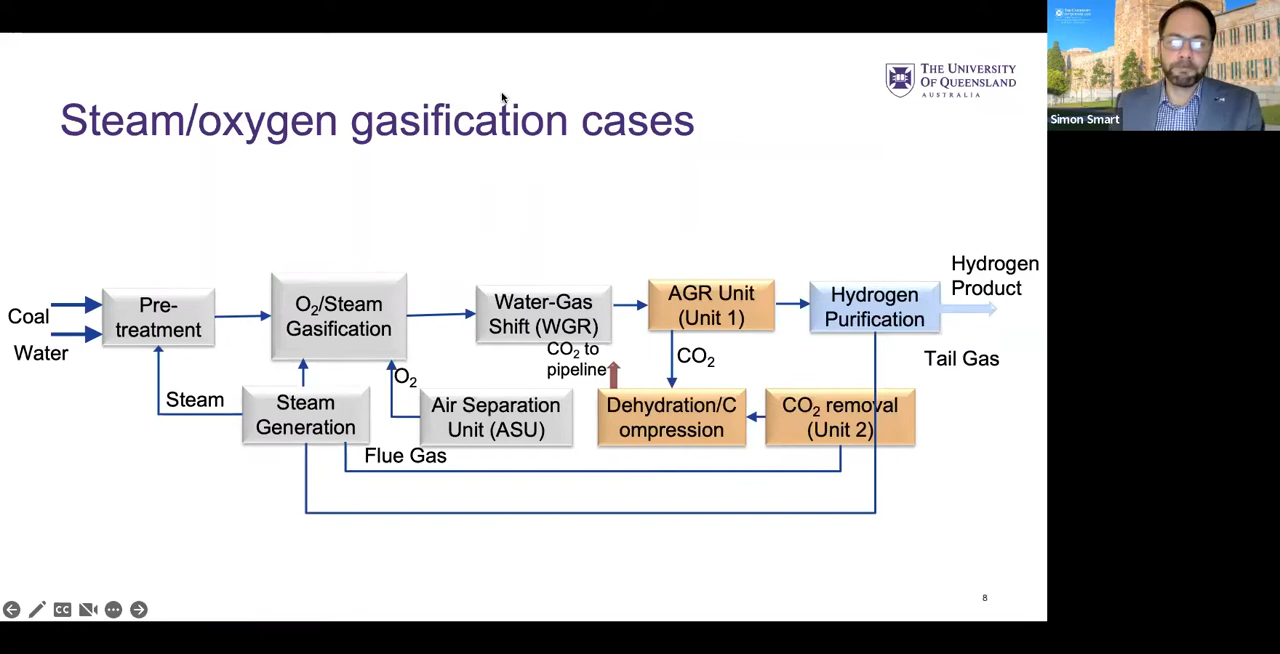 THE UNIVERSITY
OF QUEENSLAND
AUSTRALIA
Simon Smart
Steam/oxygen gasification cases
Hydrogen
Product
Coal
Water
Pre-
treatment
O₂/Steam
Gasification
Water-Gas
Shift (WGR)
AGR Unit
(Unit 1)
Hydrogen
Purification
CO₂ to
pipeline
CO₂
Tail Gas
O₂
Steam
Steam
Generation
Air Separation
Unit (ASU)
Dehydration/C
ompression
CO₂ removal
(Unit 2)
Flue Gas
8
CC